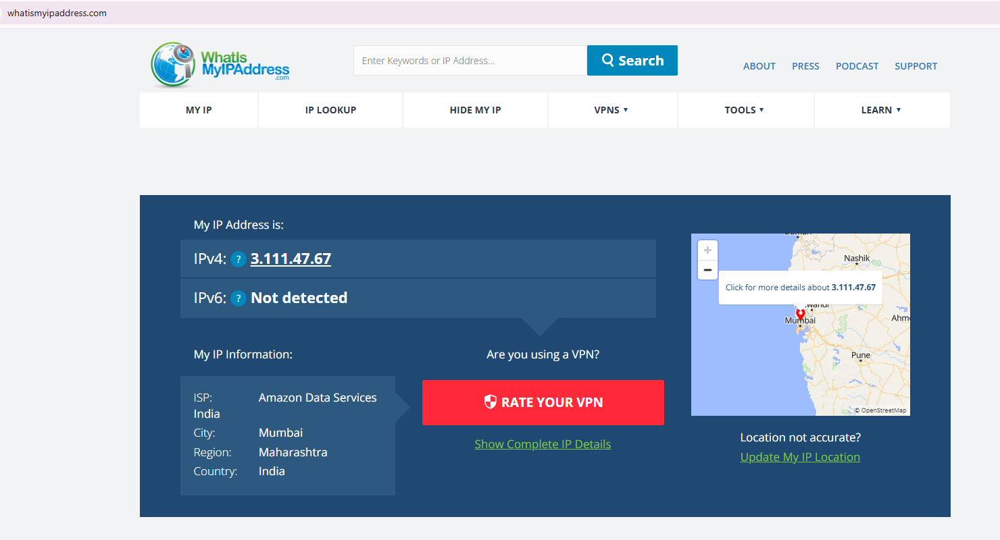 whatismyipaddress.com
WhatIs
MyIPAddress
.com
Enter Keywords or IP Address...
Search
ABOUT PRESS PODCAST SUPPORT
MY IP IP LOOKUP HIDE MY IP VPNS ▾ TOOLS ▾ LEARN ▾
My IP Address is:
IPv4: ? 3.111.47.67
IPv6: ? Not detected
My IP Information:
ISP: Amazon Data Services
India
City: Mumbai
Region: Maharashtra
Country: India
Are you using a VPN?
RATE YOUR VPN
Show Complete IP Details
+
−
Nashik
Click for more details about 3.111.47.67
Mumbai
Pune
© OpenStreetMap
Location not accurate?
Update My IP Location